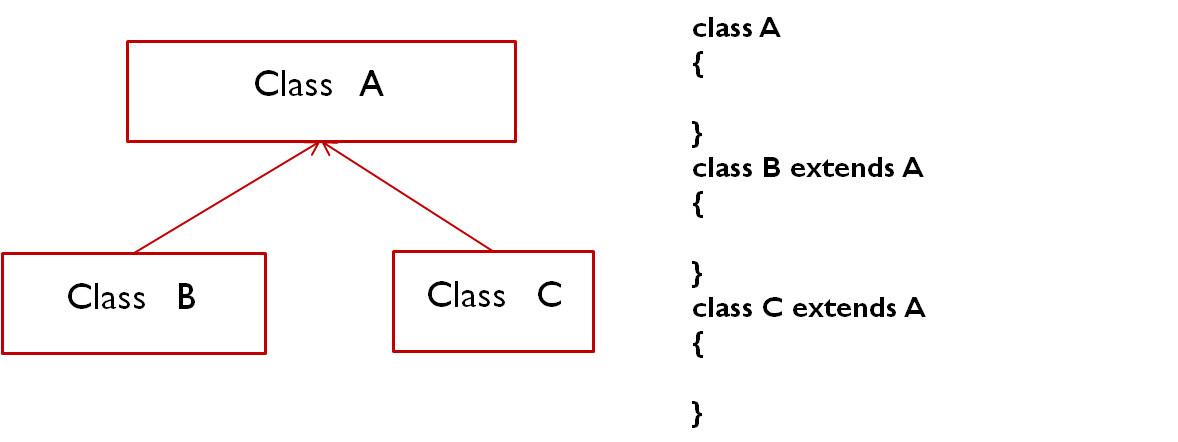 Class A
Class B
Class C
class A
{
}
class B extends A
{
}
class C extends A
{
}